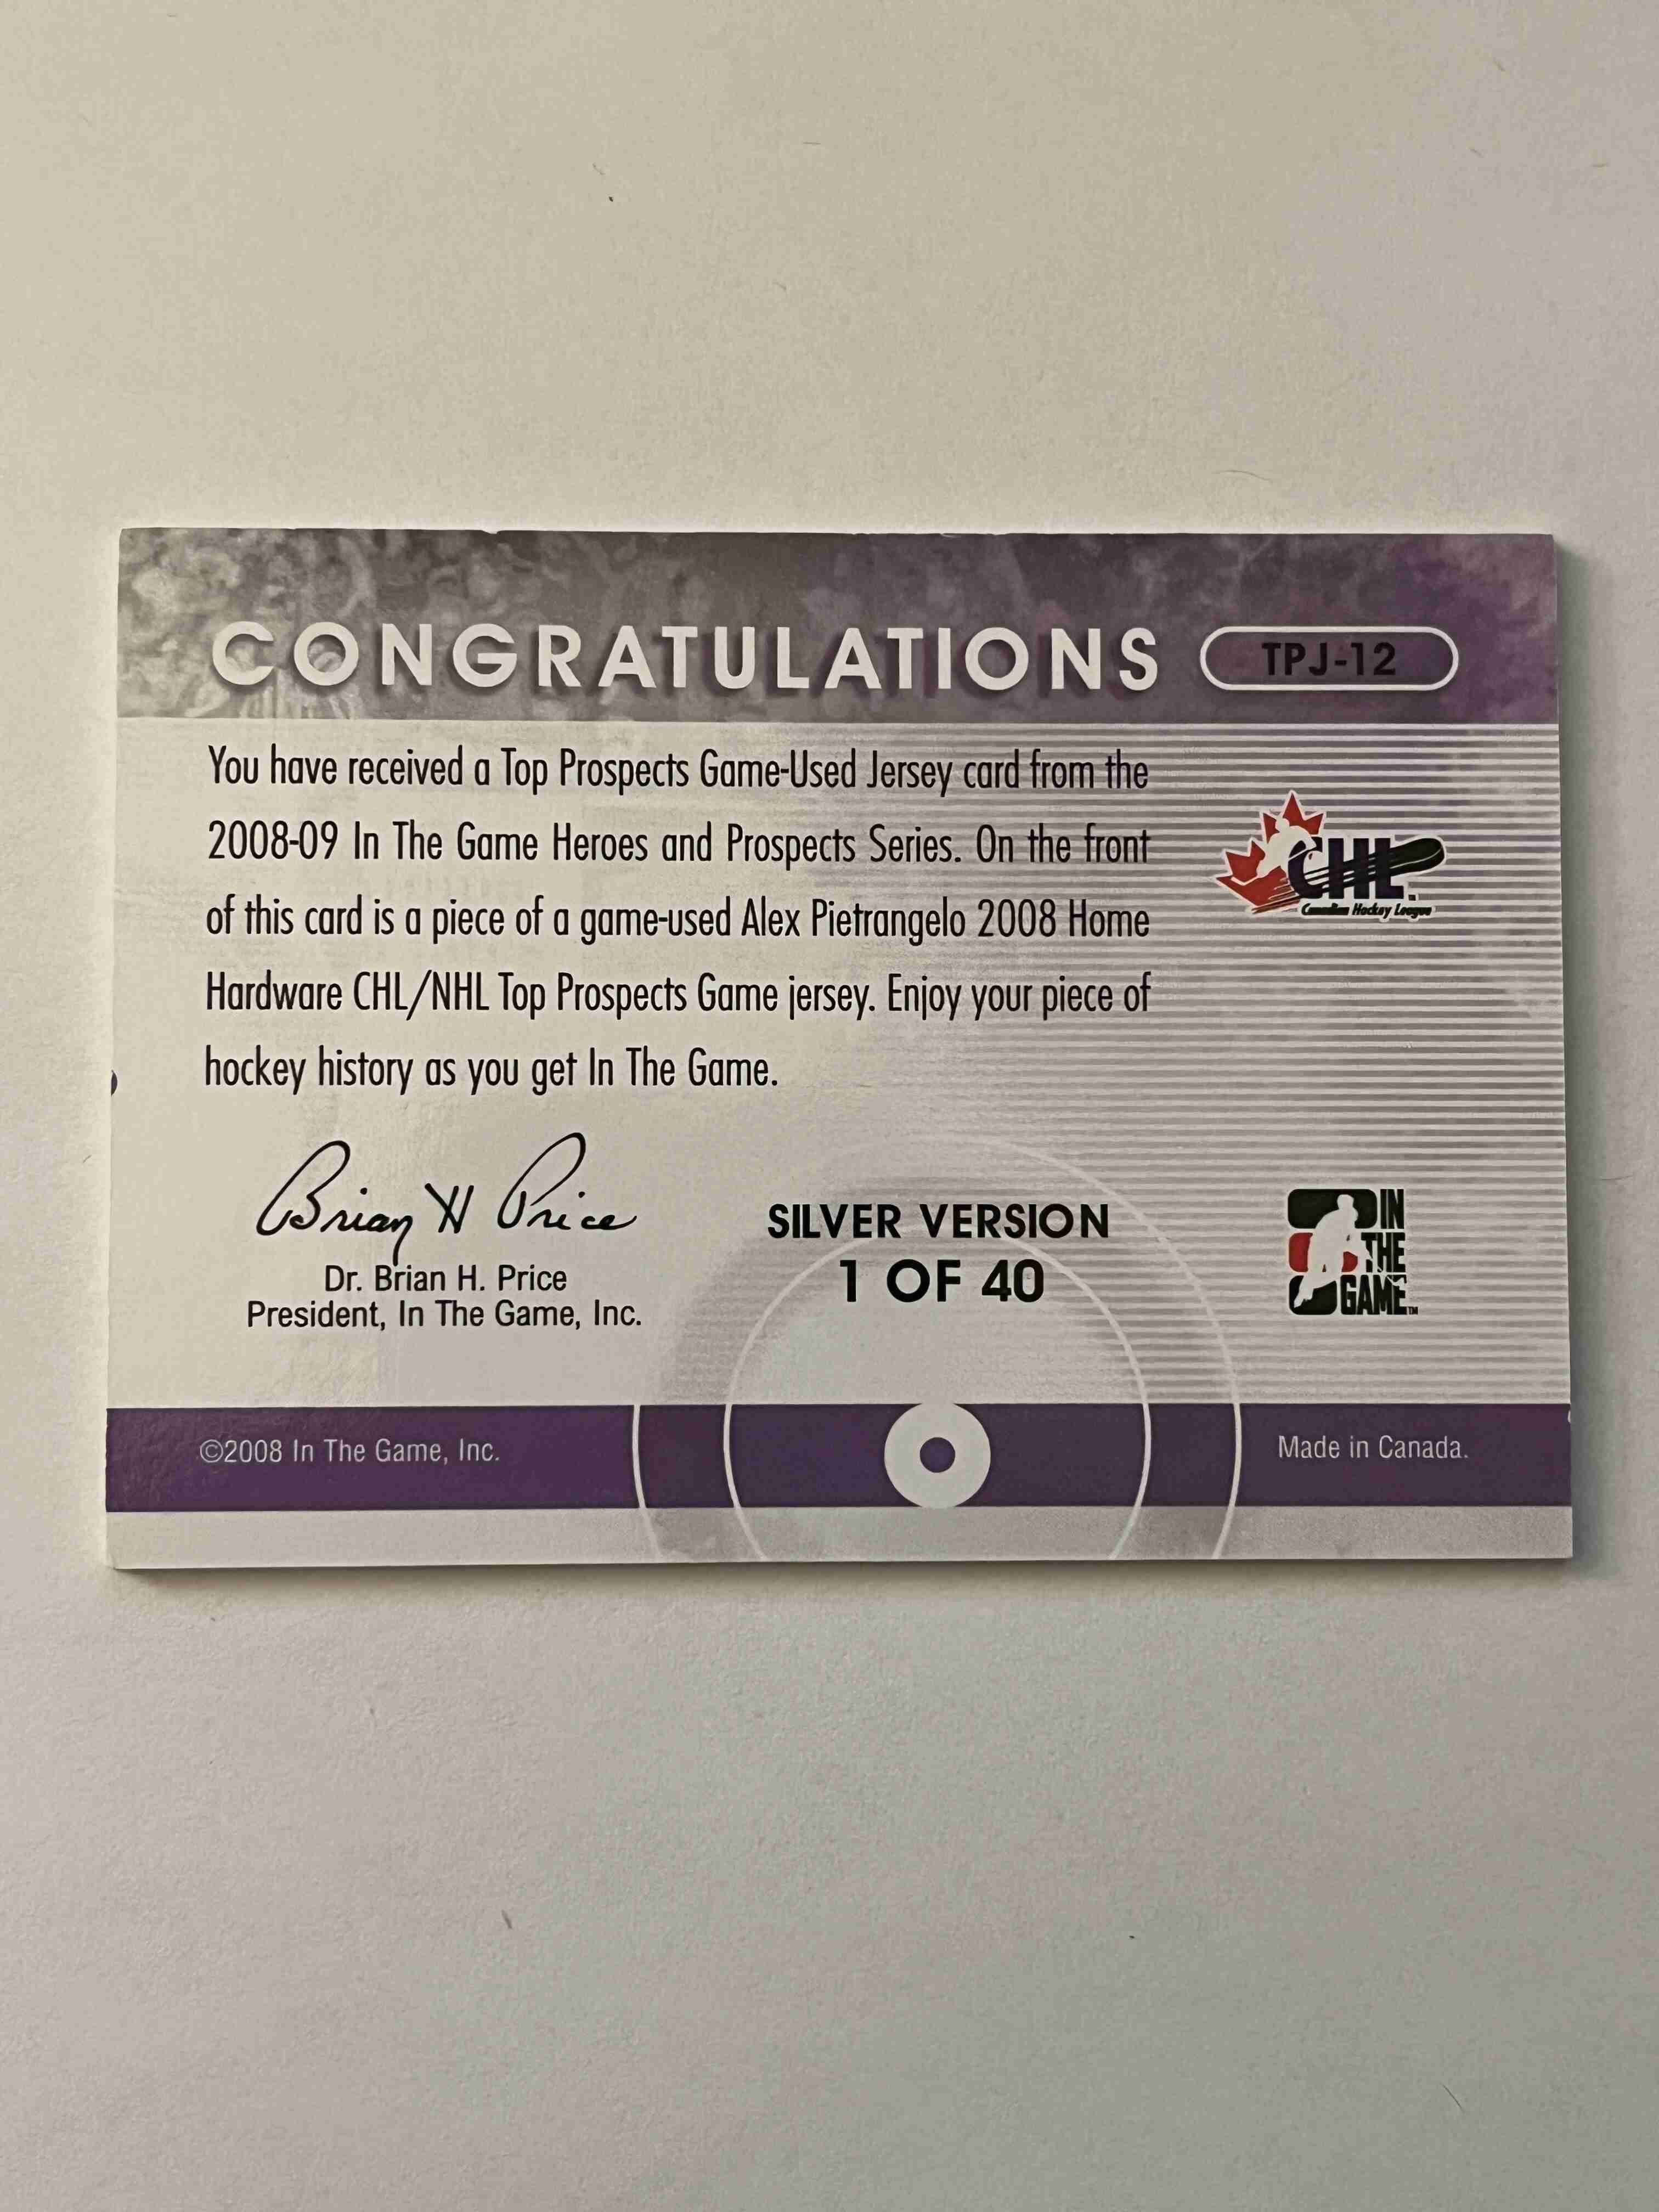 CONGRATULATIONS
TPJ-12
You have received a Top Prospects Game-Used Jersey card from the
2008-09 In The Game Heroes and Prospects Series. On the front
of this card is a piece of a game-used Alex Pietrangelo 2008 Home
Hardware CHL/NHL Top Prospects Game jersey. Enjoy your piece of
hockey history as you get In The Game.
CHL
Canadian Hockey League
Brian H Price
Dr. Brian H. Price
President, In The Game, Inc.
SILVER VERSION
1 OF 40
IN
THE
GAME™
©2008 In The Game, Inc.
Made in Canada.